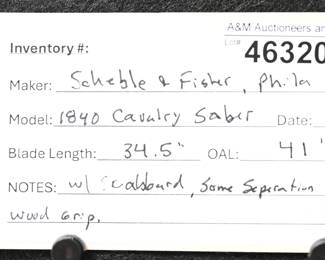 A&M Auctioneers an
Inventory #: Lot# 46320
Maker: Scheble & Fisher, Phila
Model: 1840 Cavalry Saber Date:
Blade Length: 34.5" OAL: 41"
NOTES: w/ Scabbard, Some Seperation
wood Grip.